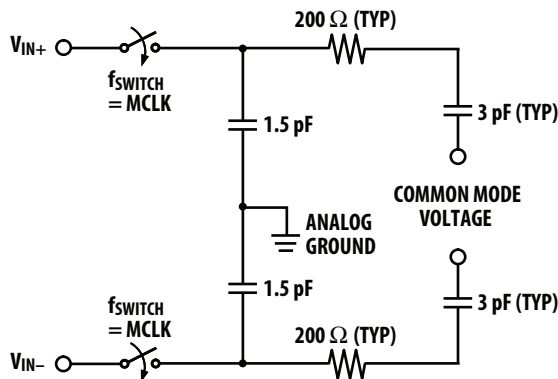 200 Ω (TYP)
VIN+
fSWITCH
= MCLK
3 pF (TYP)
1.5 pF
COMMON MODE
VOLTAGE
ANALOG
GROUND
1.5 pF
fSWITCH
= MCLK
3 pF (TYP)
200 Ω (TYP)
VIN–